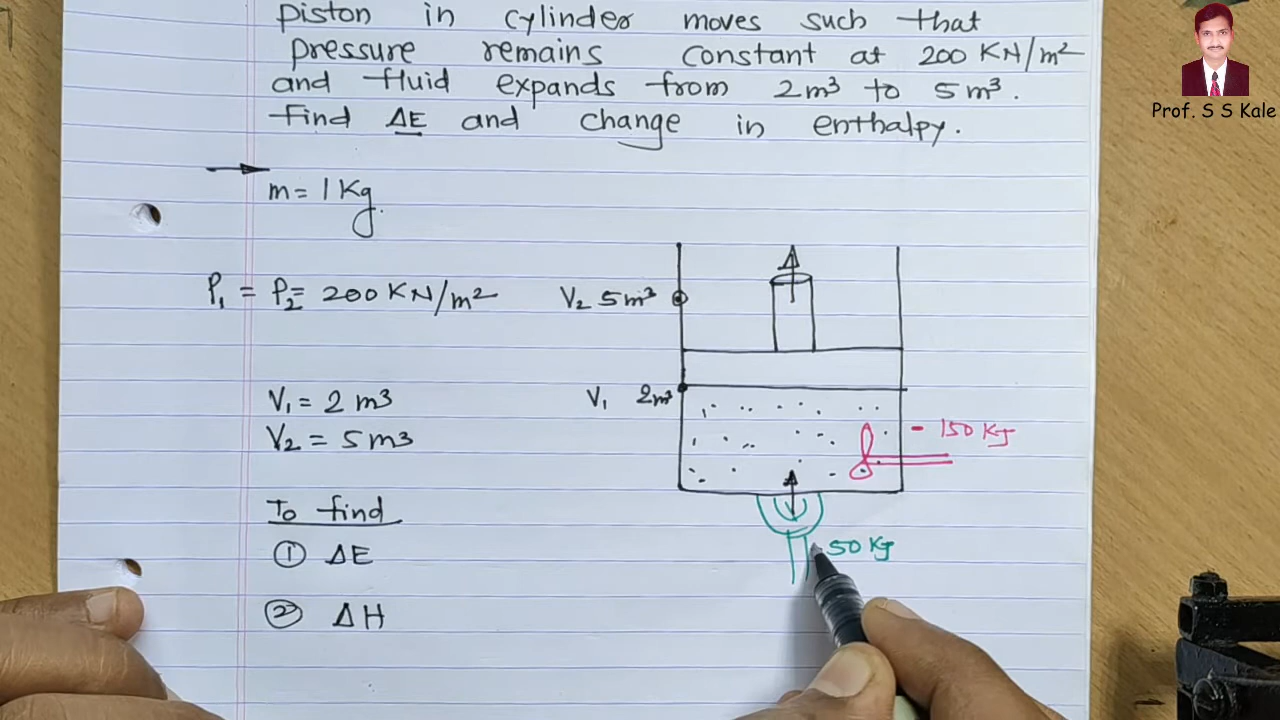 piston in cylinder moves such that
pressure remains constant at 200 KN/m²
and fluid expands from 2m³ to 5m³.
Find ΔE and change in enthalpy.
Prof. S S Kale
m = 1 Kg.
P₁ = P₂ = 200 KN/m²
V₂ 5m³
V₁ = 2 m3
V₁ 2m³
V₂ = 5 m3
- 150 KJ
To find
① ΔE
50 KJ
② ΔH